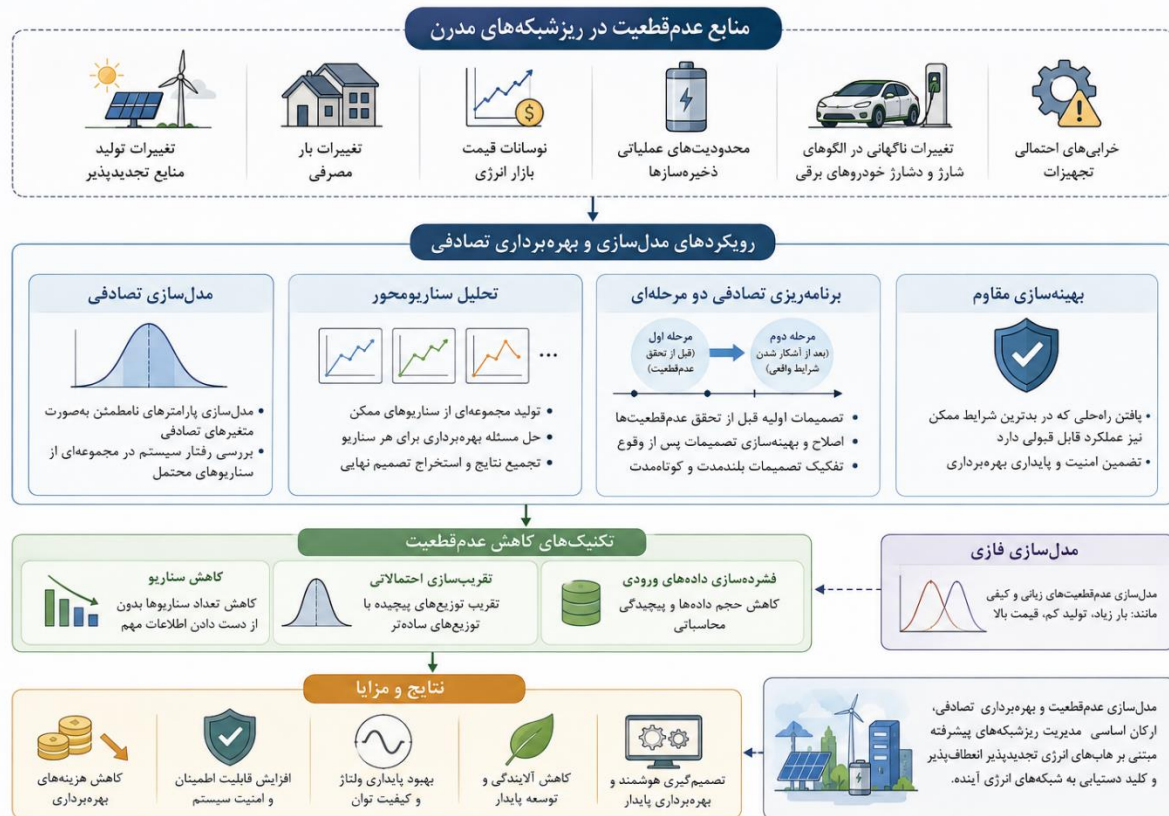 منابع عدم‌قطعیت در ریزشبکه‌های مدرن
خرابی‌های احتمالی
تجهیزات
تغییرات ناگهانی در الگوهای
شارژ و دشارژ خودروهای برقی
محدودیت‌های عملیاتی
ذخیره‌سازها
نوسانات قیمت
بازار انرژی
$
تغییرات بار
مصرفی
تغییرات تولید
منابع تجدیدپذیر
رویکردهای مدل‌سازی و بهره‌برداری تصادفی
بهینه‌سازی مقاوم
• یافتن راه‌حلی که در بدترین شرایط ممکن
نیز عملکرد قابل قبولی دارد
• تضمین امنیت و پایداری بهره‌برداری
برنامه‌ریزی تصادفی دو مرحله‌ای
مرحله اول
(قبل از تحقق
عدم‌قطعیت)
مرحله دوم
(بعد از آشکار شدن
شرایط واقعی)
• تصمیمات اولیه قبل از تحقق عدم‌قطعیت‌ها
• اصلاح و بهینه‌سازی تصمیمات پس از وقوع
• تفکیک تصمیمات بلندمدت و کوتاه‌مدت
تحلیل سناریومحور
...
• تولید مجموعه‌ای از سناریوهای ممکن
• حل مسئله بهره‌برداری برای هر سناریو
• تجمیع نتایج و استخراج تصمیم نهایی
مدل‌سازی تصادفی
• مدل‌سازی پارامترهای نامطمئن به‌صورت
متغیرهای تصادفی
• بررسی رفتار سیستم در مجموعه‌ای از
سناریوهای محتمل
تکنیک‌های کاهش عدم‌قطعیت
فشرده‌سازی داده‌های ورودی
کاهش حجم داده‌ها و پیچیدگی
محاسباتی
تقریب‌سازی احتمالاتی
تقریب توزیع‌های پیچیده با
توزیع‌های ساده‌تر
کاهش سناریو
کاهش تعداد سناریوها بدون
از دست دادن اطلاعات مهم
مدل‌سازی فازی
مدل‌سازی عدم‌قطعیت‌های زبانی و کیفی
مانند: بار زیاد، تولید کم، قیمت بالا
نتایج و مزایا
تصمیم‌گیری هوشمند و
بهره‌برداری پایدار
کاهش آلایندگی و
توسعه پایدار
بهبود پایداری ولتاژ
و کیفیت توان
افزایش قابلیت اطمینان
و امنیت سیستم
کاهش هزینه‌های
بهره‌برداری
مدل‌سازی عدم‌قطعیت و بهره‌برداری تصادفی،
ارکان اساسی مدیریت ریزشبکه‌های پیشرفته
مبتنی بر هاب‌های انرژی تجدیدپذیر انعطاف‌پذیر
و کلید دستیابی به شبکه‌های انرژی آینده.